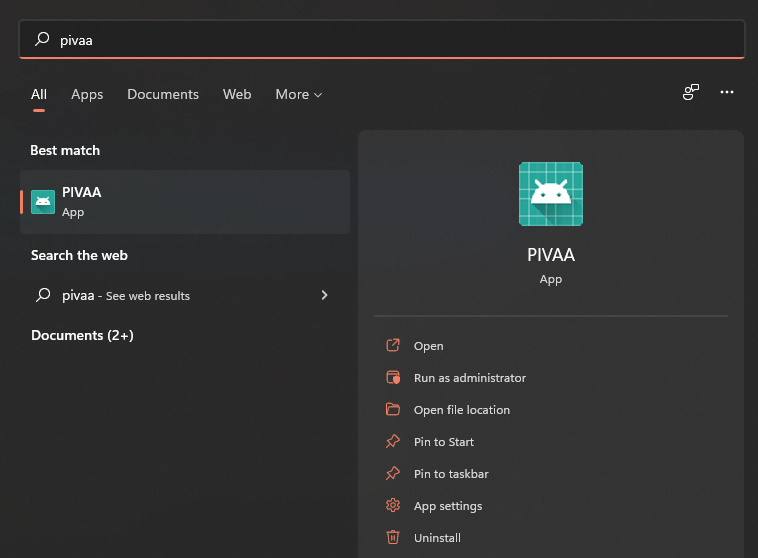 pivaa
All Apps Documents Web More
Best match
PIVAA
App
Search the web
pivaa - See web results
Documents (2+)
PIVAA
App
Open
Run as administrator
Open file location
Pin to Start
Pin to taskbar
App settings
Uninstall